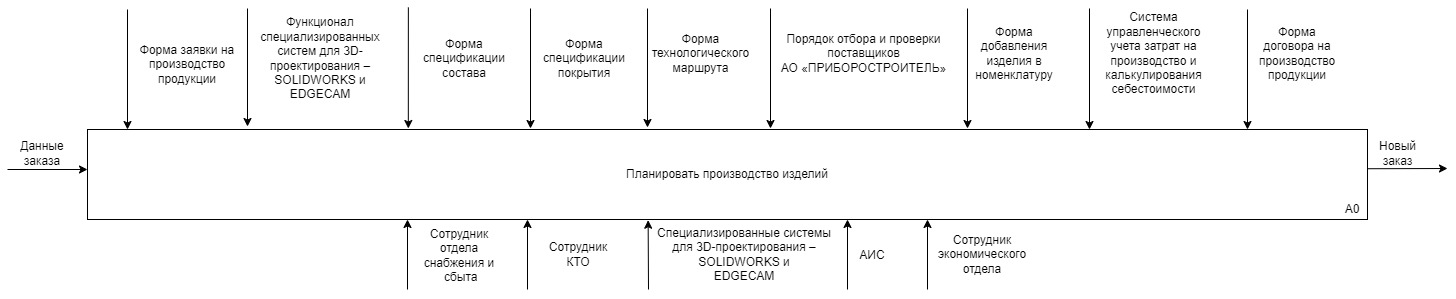 Форма заявки на
производство
продукции
Функционал
специализированных
систем для 3D-
проектирования –
SOLIDWORKS и
EDGECAM
Форма
спецификации
состава
Форма
спецификации
покрытия
Форма
технологического
маршрута
Порядок отбора и проверки
поставщиков
АО «ПРИБОРОСТРОИТЕЛЬ»
Форма
добавления
изделия в
номенклатуру
Система
управленческого
учета затрат на
производство и
калькулирования
себестоимости
Форма
договора на
производство
продукции
Данные
заказа
Планировать производство изделий
A0
Новый
заказ
Сотрудник
отдела
снабжения и
сбыта
Сотрудник
КТО
Специализированные системы
для 3D-проектирования –
SOLIDWORKS и
EDGECAM
АИС
Сотрудник
экономического
отдела